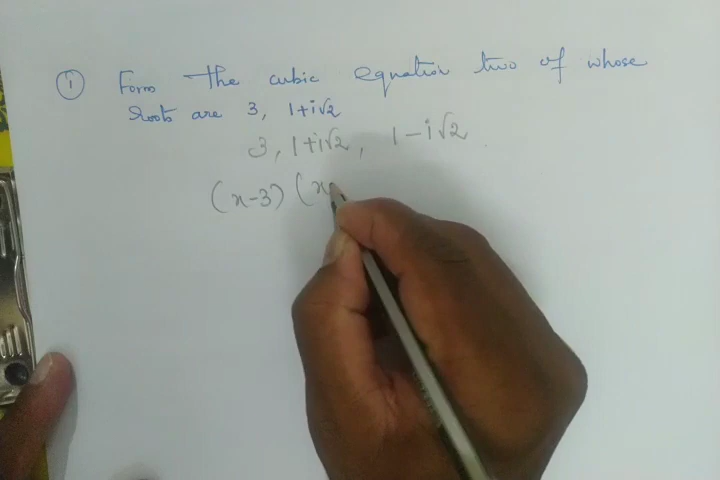 ① Form the cubic equation two of whose
roots are 3, 1+i√2
3, 1+i√2, 1-i√2
(x-3) (x